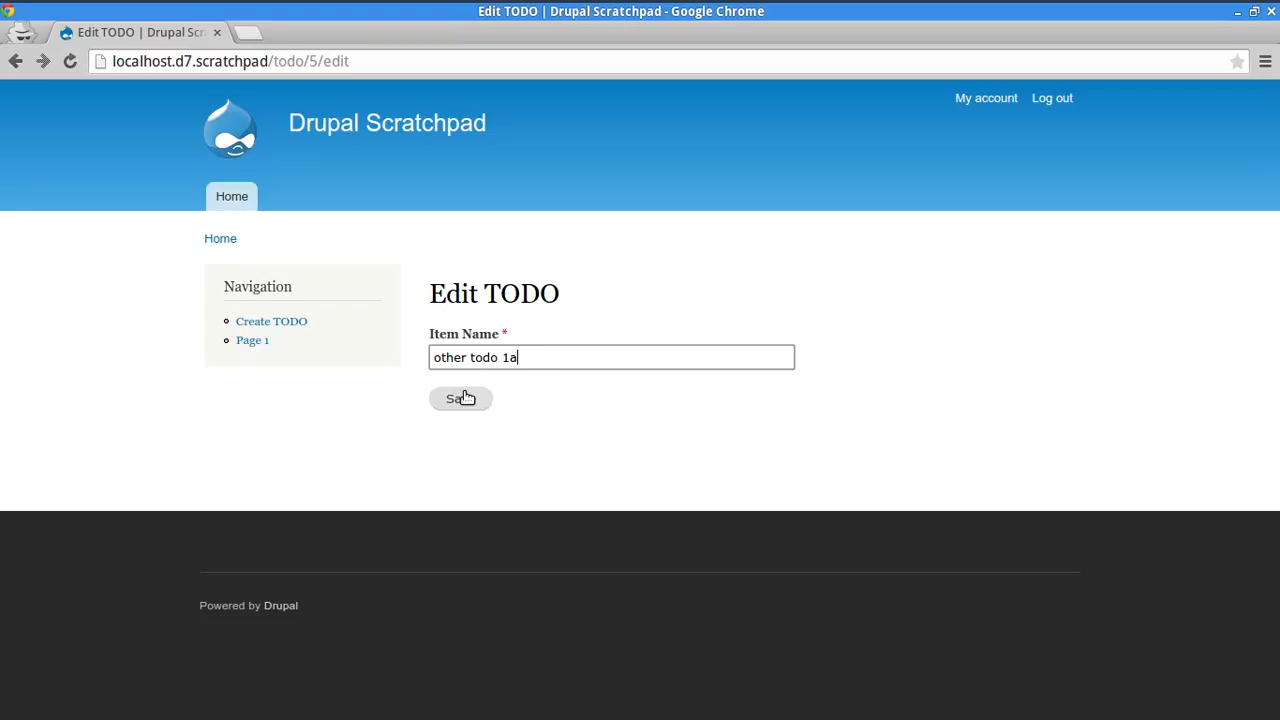 Edit TODO | Drupal Scratchpad - Google Chrome
Edit TODO | Drupal Scr
localhost.d7.scratchpad/todo/5/edit
My account Log out
Drupal Scratchpad
Home
Home
Navigation
Create TODO
Page 1
Edit TODO
Item Name *
other todo 1a
Powered by Drupal